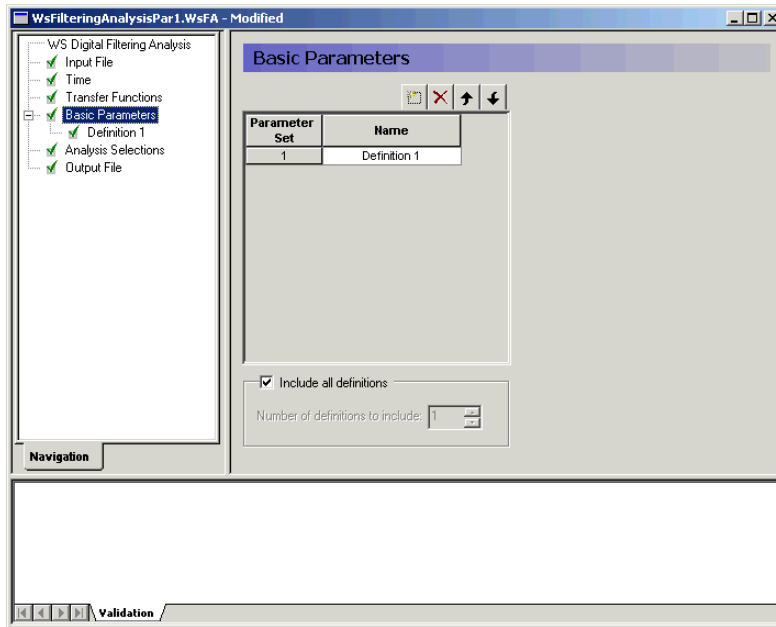 WsFilteringAnalysisPar1.WsFA - Modified
WS Digital Filtering Analysis
Input File
Time
Transfer Functions
Basic Parameters
Definition 1
Analysis Selections
Output File
Navigation
Basic Parameters
Parameter Set
Name
1
Definition 1
Include all definitions
Number of definitions to include: 1
Validation